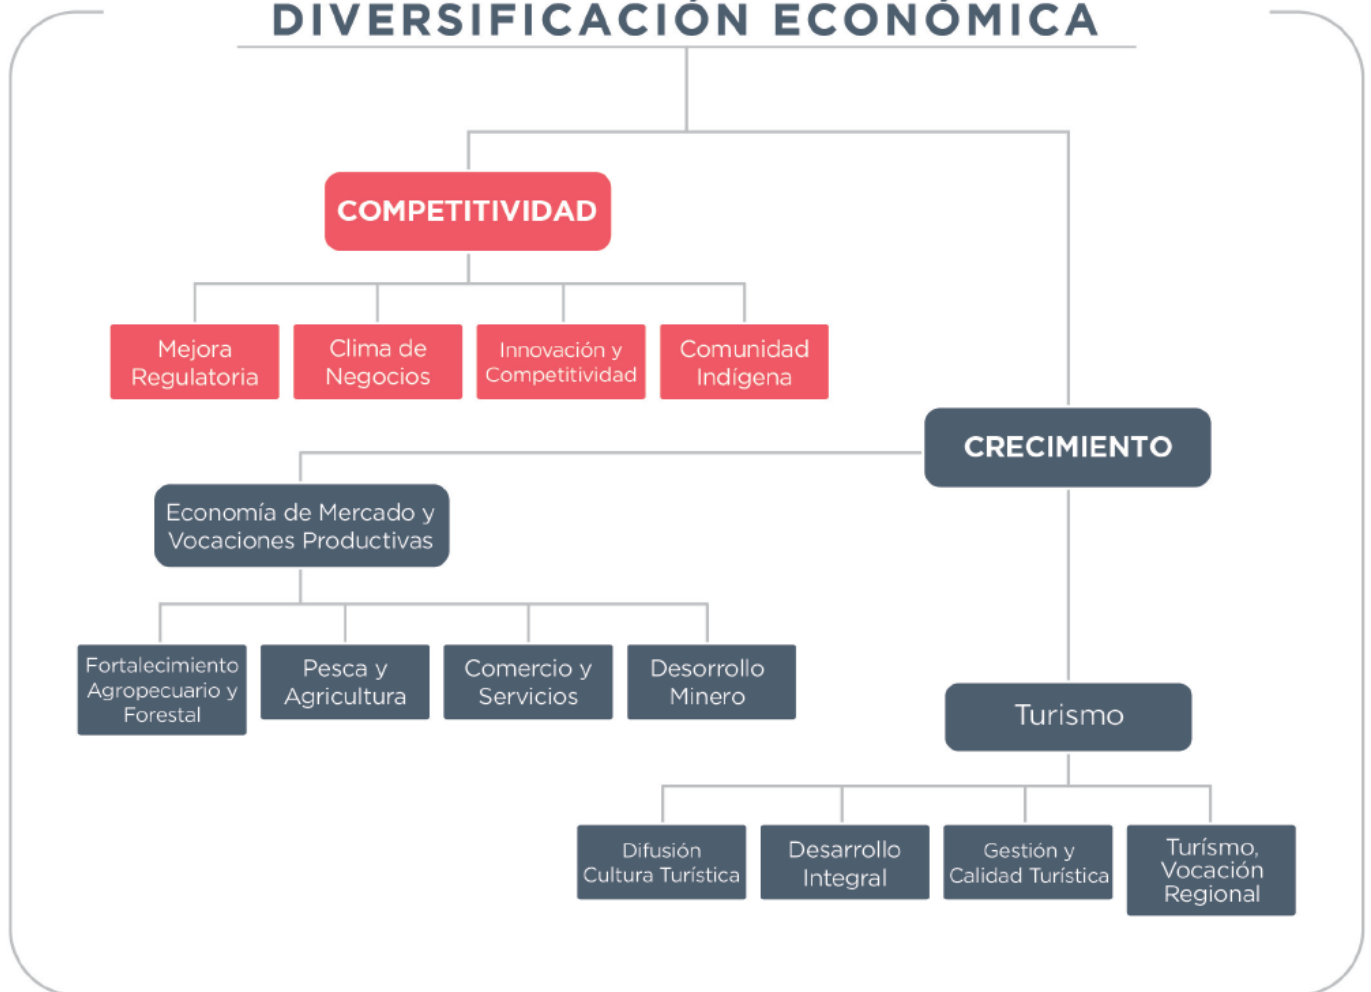 DIVERSIFICACIÓN ECONÓMICA
COMPETITIVIDAD
Mejora
Regulatoria
Clima de
Negocios
Innovación y
Competitividad
Comunidad
Indígena
CRECIMIENTO
Economía de Mercado y
Vocaciones Productivas
Fortalecimiento
Agropecuario y
Forestal
Pesca y
Agricultura
Comercio y
Servicios
Desorrollo
Minero
Turismo
Difusión
Cultura Turística
Desarrollo
Integral
Gestión y
Calidad Turística
Turísmo,
Vocación
Regional